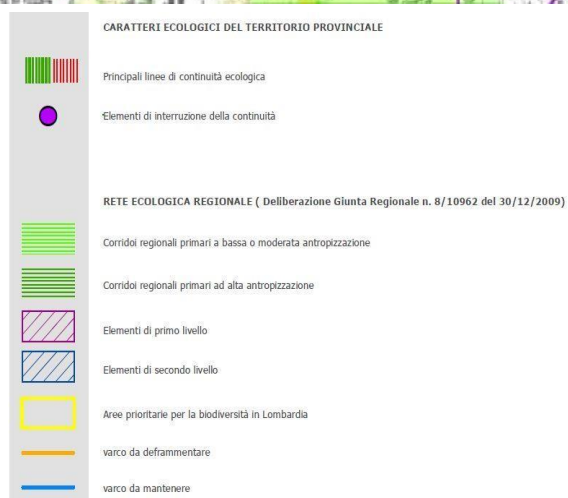 CARATTERI ECOLOGICI DEL TERRITORIO PROVINCIALE
Principali linee di continuità ecologica
Elementi di interruzione della continuità
RETE ECOLOGICA REGIONALE ( Deliberazione Giunta Regionale n. 8/10962 del 30/12/2009)
Corridoi regionali primari a bassa o moderata antropizzazione
Corridoi regionali primari ad alta antropizzazione
Elementi di primo livello
Elementi di secondo livello
Aree prioritarie per la biodiversità in Lombardia
varco da deframmentare
varco da mantenere